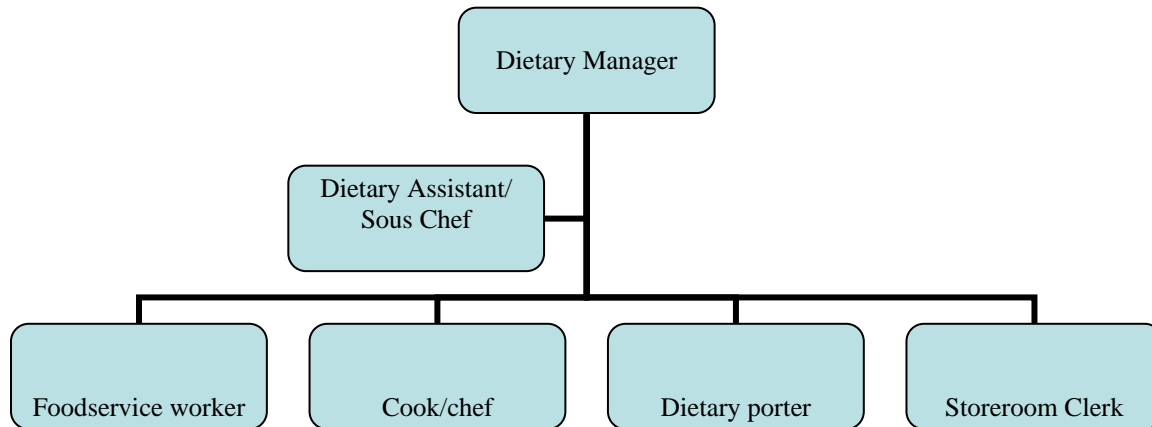 Dietary Manager
Dietary Assistant/
Sous Chef
Foodservice worker
Cook/chef
Dietary porter
Storeroom Clerk